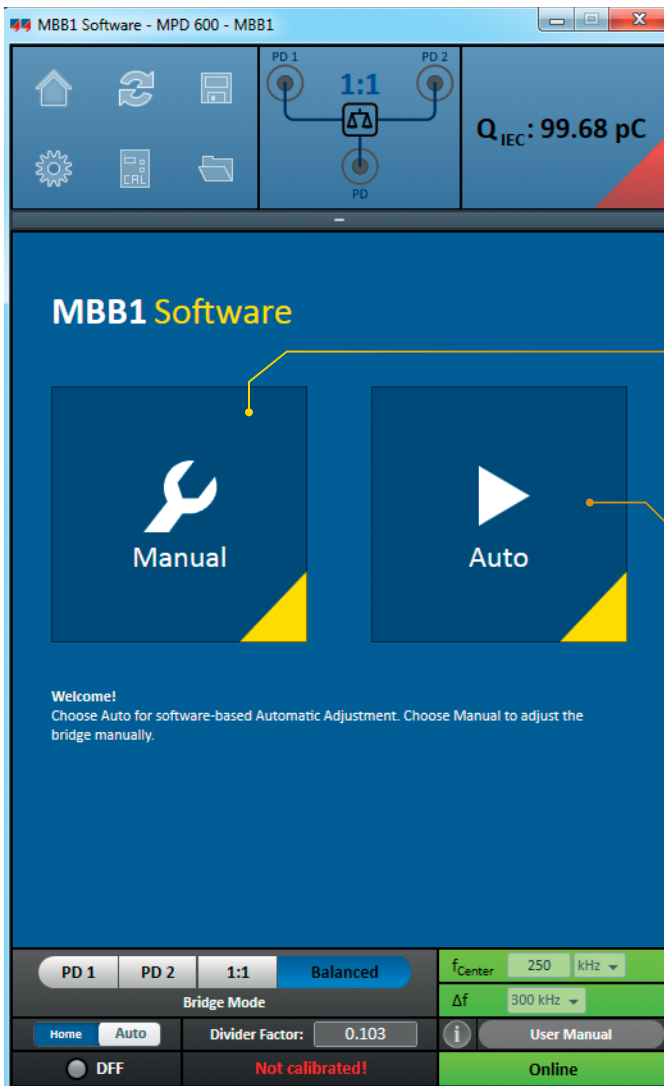 MBB1 Software - MPD 600 - MBB1
PD 1
1:1
PD 2
PD
CAL
Q IEC: 99.68 pC
MBB1 Software
Manual
Auto
Welcome!
Choose Auto for software-based Automatic Adjustment. Choose Manual to adjust the
bridge manually.
PD 1 PD 2 1:1 Balanced
Bridge Mode
fCenter 250 kHz
Δf 300 kHz
Home Auto Divider Factor: 0.103 i User Manual
DFF Not calibrated! Online